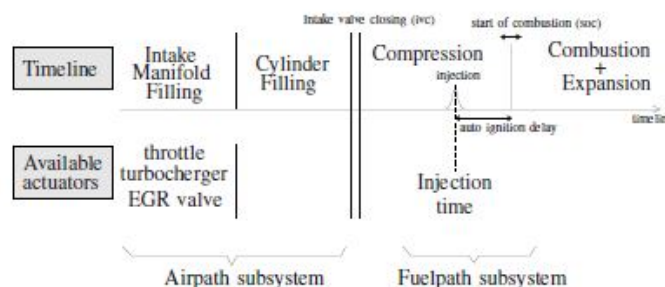 Intake valve closing (ivc)
start of combustion (soc)
Timeline
Intake
Manifold
Filling
Cylinder
Filling
Compression
injection
Combustion
+
Expansion
timeline
auto ignition delay
Available
actuators
throttle
turbocherger
EGR valve
Injection
time
Airpath subsystem
Fuelpath subsystem